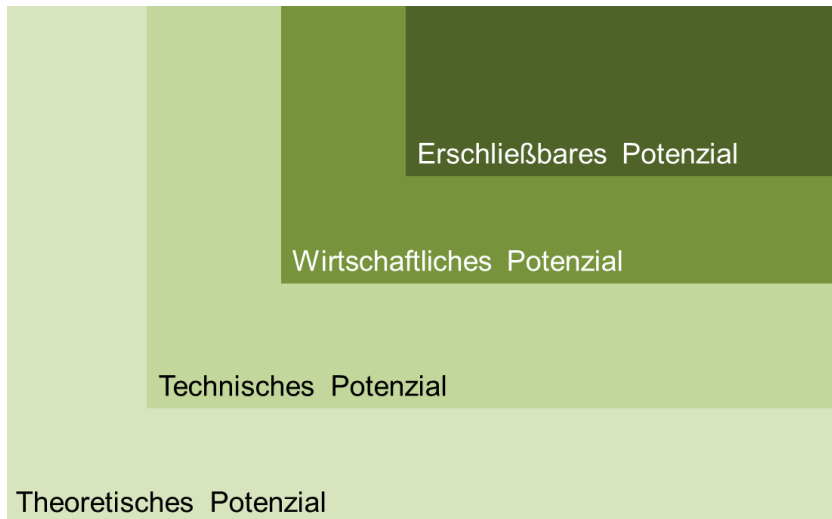 Erschließbares Potenzial
Wirtschaftliches Potenzial
Technisches Potenzial
Theoretisches Potenzial